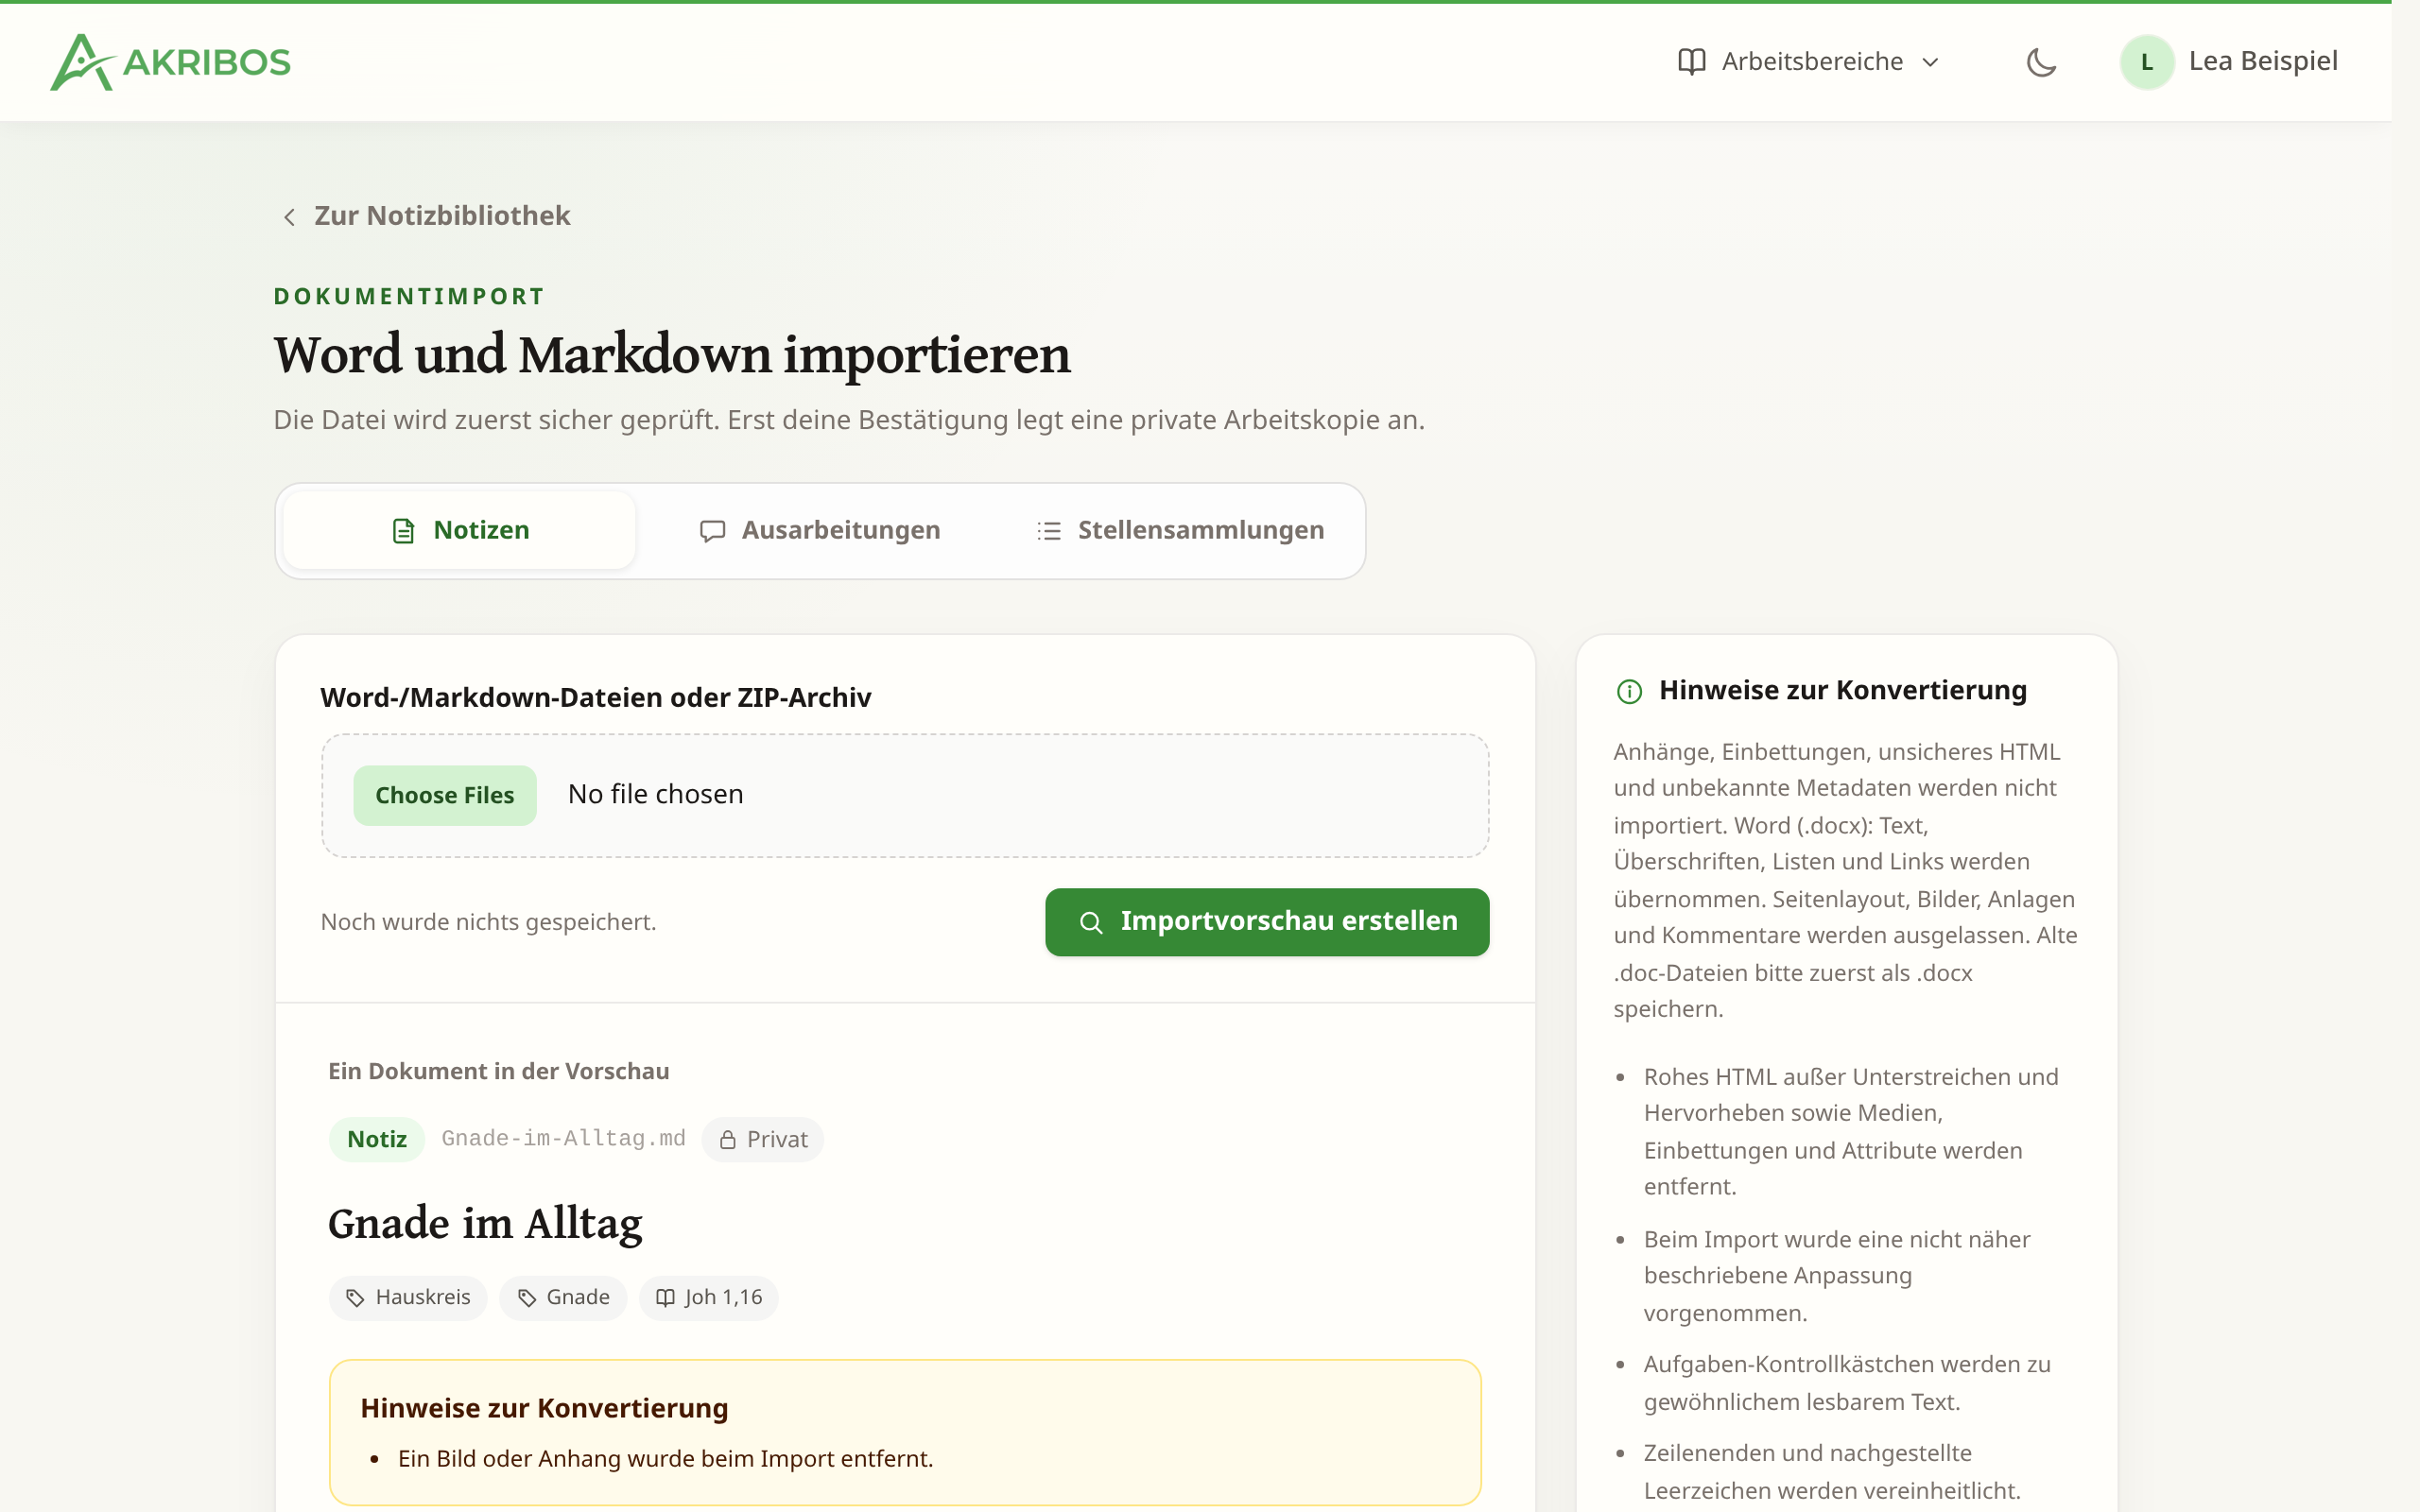 AKRIBOS
Arbeitsbereiche
L
Lea Beispiel
Zur Notizbibliothek
DOKUMENTIMPORT
Word und Markdown importieren
Die Datei wird zuerst sicher geprüft. Erst deine Bestätigung legt eine private Arbeitskopie an.
Notizen
Ausarbeitungen
Stellensammlungen
Word-/Markdown-Dateien oder ZIP-Archiv
Choose Files
No file chosen
Noch wurde nichts gespeichert.
Importvorschau erstellen
Ein Dokument in der Vorschau
Notiz
Gnade-im-Alltag.md
Privat
Gnade im Alltag
Hauskreis
Gnade
Joh 1,16
Hinweise zur Konvertierung
• Ein Bild oder Anhang wurde beim Import entfernt.
Hinweise zur Konvertierung
Anhänge, Einbettungen, unsicheres HTML
und unbekannte Metadaten werden nicht
importiert. Word (.docx): Text,
Überschriften, Listen und Links werden
übernommen. Seitenlayout, Bilder, Anlagen
und Kommentare werden ausgelassen. Alte
.doc-Dateien bitte zuerst als .docx
speichern.
• Rohes HTML außer Unterstreichen und
Hervorheben sowie Medien,
Einbettungen und Attribute werden
entfernt.
• Beim Import wurde eine nicht näher
beschriebene Anpassung
vorgenommen.
• Aufgaben-Kontrollkästchen werden zu
gewöhnlichem lesbarem Text.
• Zeilenenden und nachgestellte
Leerzeichen werden vereinheitlicht.